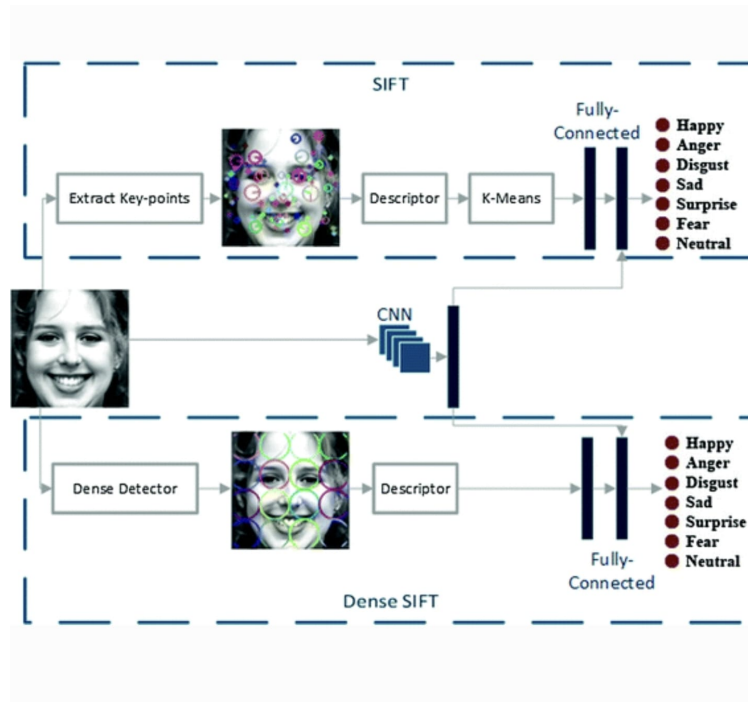 SIFT
Fully-
Connected
Extract Key-points
Descriptor
K-Means
Happy
Anger
Disgust
Sad
Surprise
Fear
Neutral
CNN
Dense Detector
Descriptor
Happy
Anger
Disgust
Sad
Surprise
Fear
Neutral
Fully-
Connected
Dense SIFT